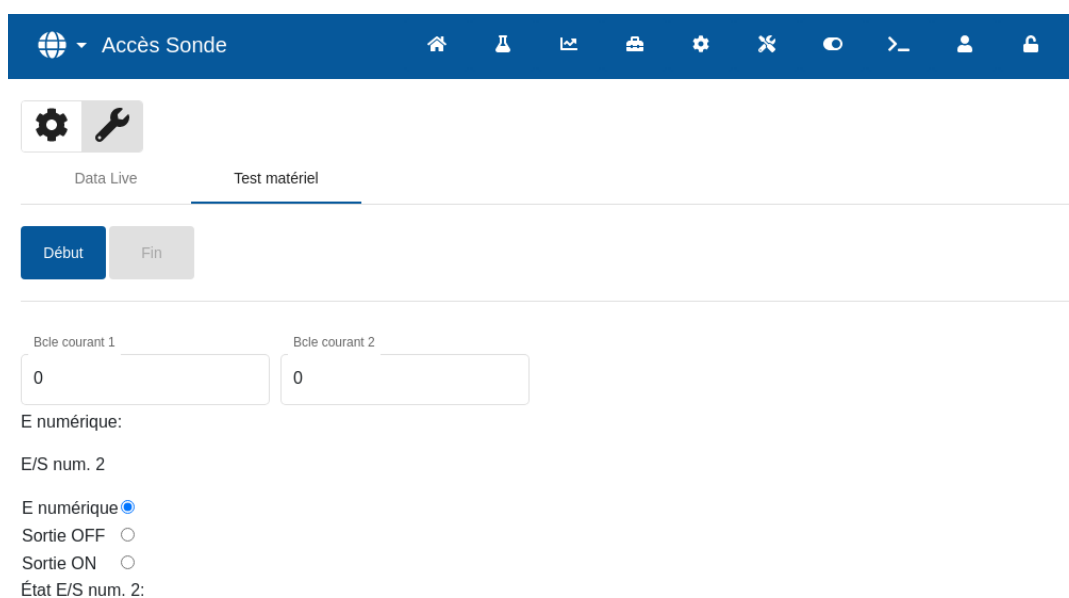 Accès Sonde
Data Live Test matériel
Début Fin
Bcle courant 1 Bcle courant 2
0 0
E numérique:
E/S num. 2
E numérique
Sortie OFF
Sortie ON
État E/S num. 2: